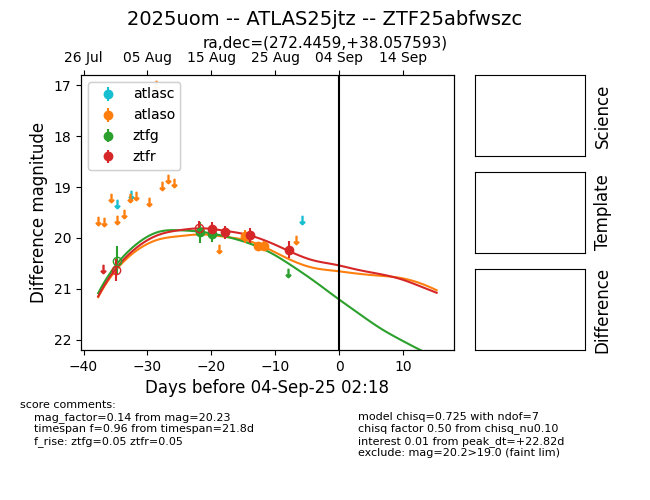 2025uom -- ATLAS25jtz -- ZTF25abfwszc
ra,dec=(272.4459,+38.057593)
26 Jul 05 Aug 15 Aug 25 Aug 04 Sep 14 Sep
17
18
19
20
21
22
Difference magnitude
atlasc
atlaso
ztfg
ztfr
−40 −30 −20 −10 0 10
Days before 04-Sep-25 02:18
Science
Template
Difference
score comments:
mag_factor=0.14 from mag=20.23
timespan f=0.96 from timespan=21.8d
f_rise: ztfg=0.05 ztfr=0.05
model chisq=0.725 with ndof=7
chisq factor 0.50 from chisq_nu0.10
interest 0.01 from peak_dt=+22.82d
exclude: mag=20.2>19.0 (faint lim)